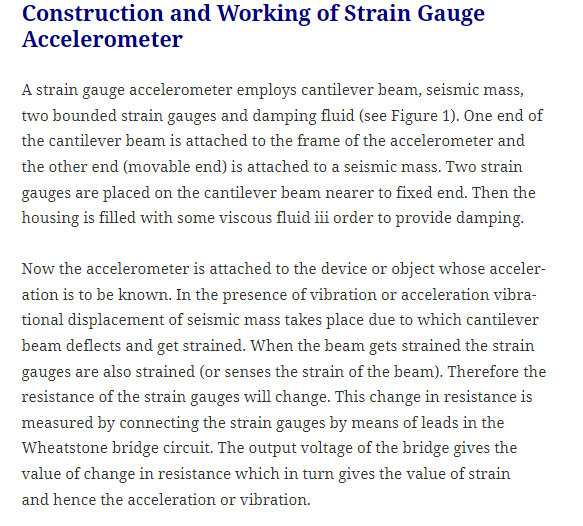 Construction and Working of Strain Gauge
Accelerometer
A strain gauge accelerometer employs cantilever beam, seismic mass,
two bounded strain gauges and damping fluid (see Figure 1). One end of
the cantilever beam is attached to the frame of the accelerometer and
the other end (movable end) is attached to a seismic mass. Two strain
gauges are placed on the cantilever beam nearer to fixed end. Then the
housing is filled with some viscous fluid iii order to provide damping.
Now the accelerometer is attached to the device or object whose acceler-
ation is to be known. In the presence of vibration or acceleration vibra-
tional displacement of seismic mass takes place due to which cantilever
beam deflects and get strained. When the beam gets strained the strain
gauges are also strained (or senses the strain of the beam). Therefore the
resistance of the strain gauges will change. This change in resistance is
measured by connecting the strain gauges by means of leads in the
Wheatstone bridge circuit. The output voltage of the bridge gives the
value of change in resistance which in turn gives the value of strain
and hence the acceleration or vibration.